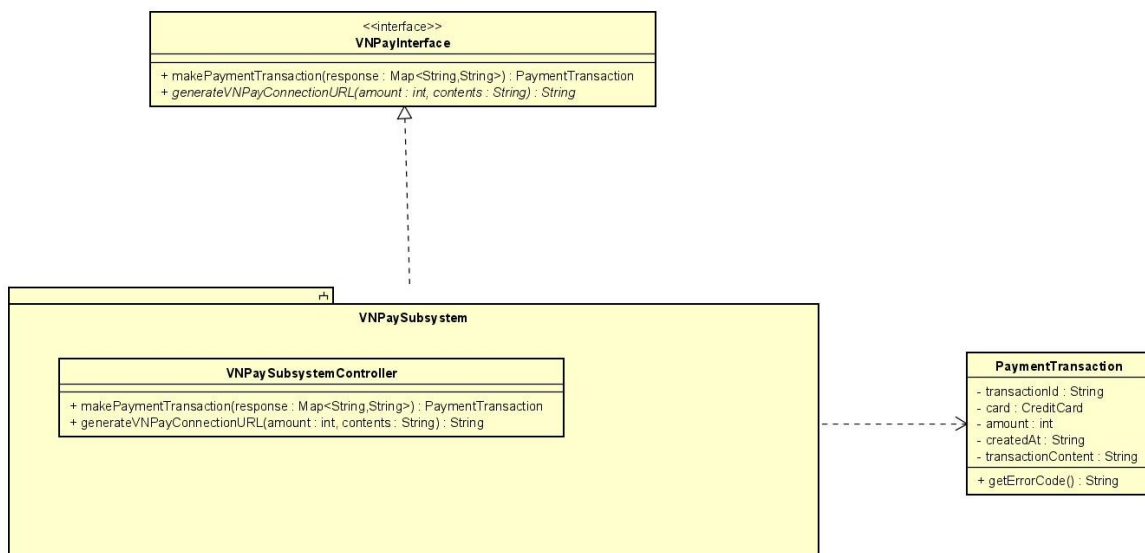 <<interface>>
VNPayInterface
+ makePaymentTransaction(response : Map<String,String>) : PaymentTransaction
+ generateVNPayConnectionURL(amount : int, contents : String) : String
VNPaySubsystem
VNPaySubsystemController
+ makePaymentTransaction(response : Map<String,String>) : PaymentTransaction
+ generateVNPayConnectionURL(amount : int, contents : String) : String
PaymentTransaction
- transactionId : String
- card : CreditCard
- amount : int
- createdAt : String
- transactionContent : String
+ getErrorCode() : String